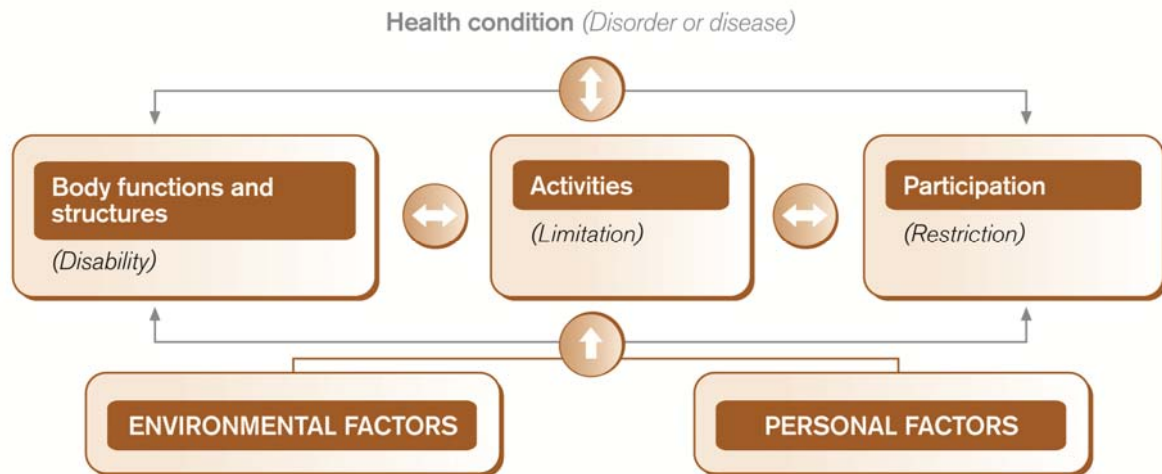 Health condition (Disorder or disease)
Body functions and
structures
(Disability)
Activities
(Limitation)
Participation
(Restriction)
ENVIRONMENTAL FACTORS
PERSONAL FACTORS